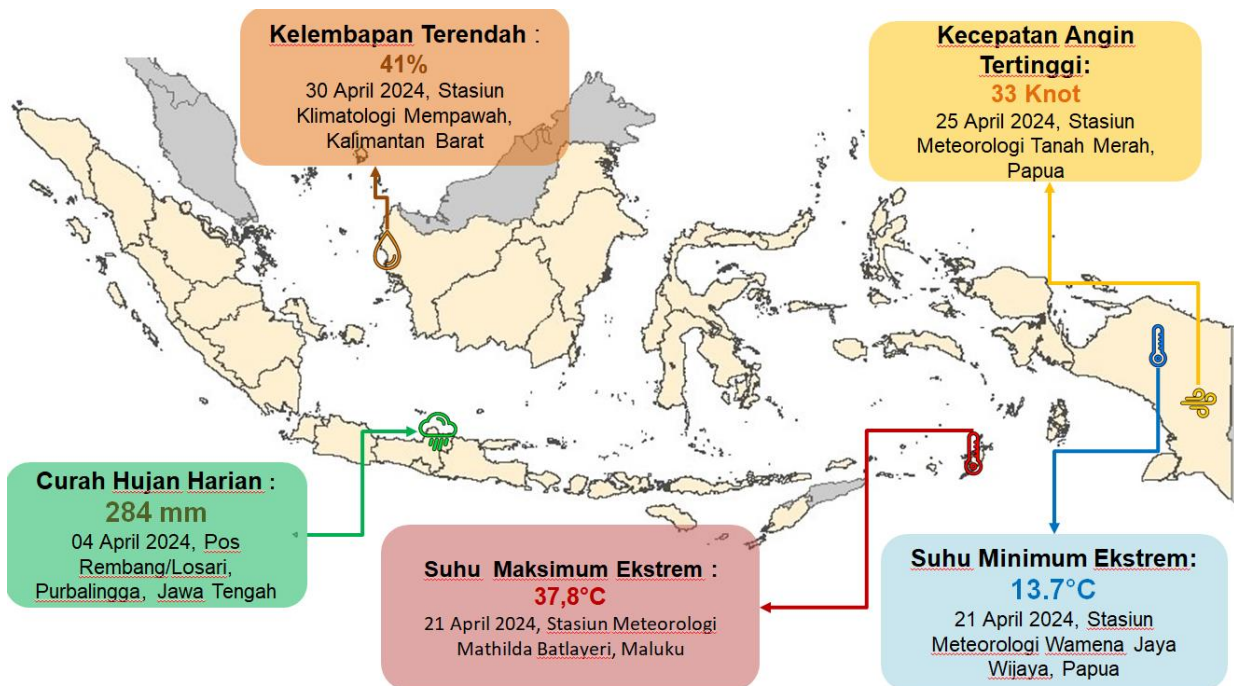 Kelembapan Terendah :
41%
30 April 2024, Stasiun
Klimatologi Mempawah,
Kalimantan Barat
Kecepatan Angin
Tertinggi:
33 Knot
25 April 2024, Stasiun
Meteorologi Tanah Merah,
Papua
Curah Hujan Harian :
284 mm
04 April 2024, Pos
Rembang/Losari,
Purbalingga, Jawa Tengah
Suhu Maksimum Ekstrem :
37,8°C
21 April 2024, Stasiun Meteorologi
Mathilda Batlayeri, Maluku
Suhu Minimum Ekstrem:
13.7°C
21 April 2024, Stasiun
Meteorologi Wamena Jaya
Wijaya, Papua